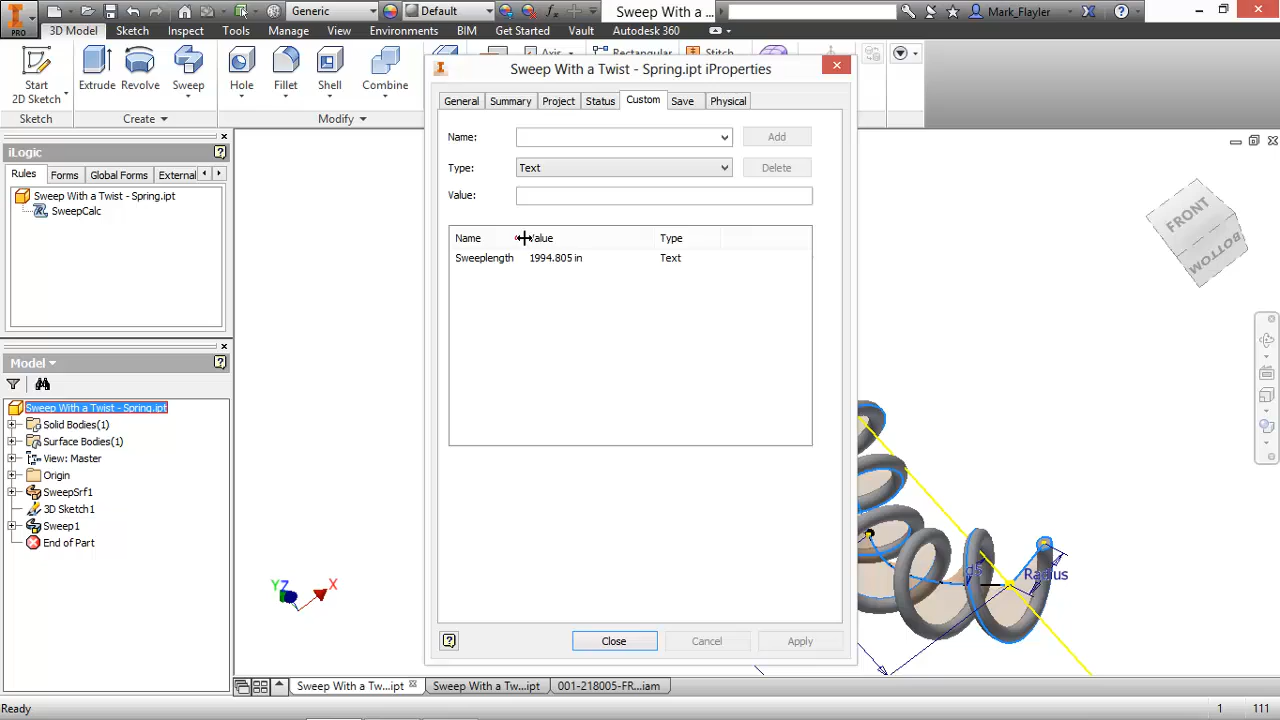 Generic
Default
Sweep With a ...
Mark_Flayler
PRO
3D Model
Sketch
Inspect
Tools
Manage
View
Environments
BIM
Get Started
Vault
Autodesk 360
Start
2D Sketch
Extrude
Revolve
Sweep
Hole
Fillet
Shell
Combine
Axis
Rectangular
Stitch
Sketch
Create
Modify
iLogic
Rules
Forms
Global Forms
External
Sweep With a Twist - Spring.ipt
SweepCalc
Model
Sweep With a Twist - Spring.ipt
Solid Bodies(1)
Surface Bodies(1)
View: Master
Origin
SweepSrf1
3D Sketch1
Sweep1
End of Part
Sweep With a Twist - Spring.ipt iProperties
General
Summary
Project
Status
Custom
Save
Physical
Name:
Add
Type:
Text
Delete
Value:
Name
Value
Type
Sweeplength
1994.805 in
Text
Close
Cancel
Apply
FRONT
BOTTOM
Radius
YZ
X
Sweep With a Tw...ipt
Sweep With a Tw...ipt
001-218005-FR...iam
Ready
1
111